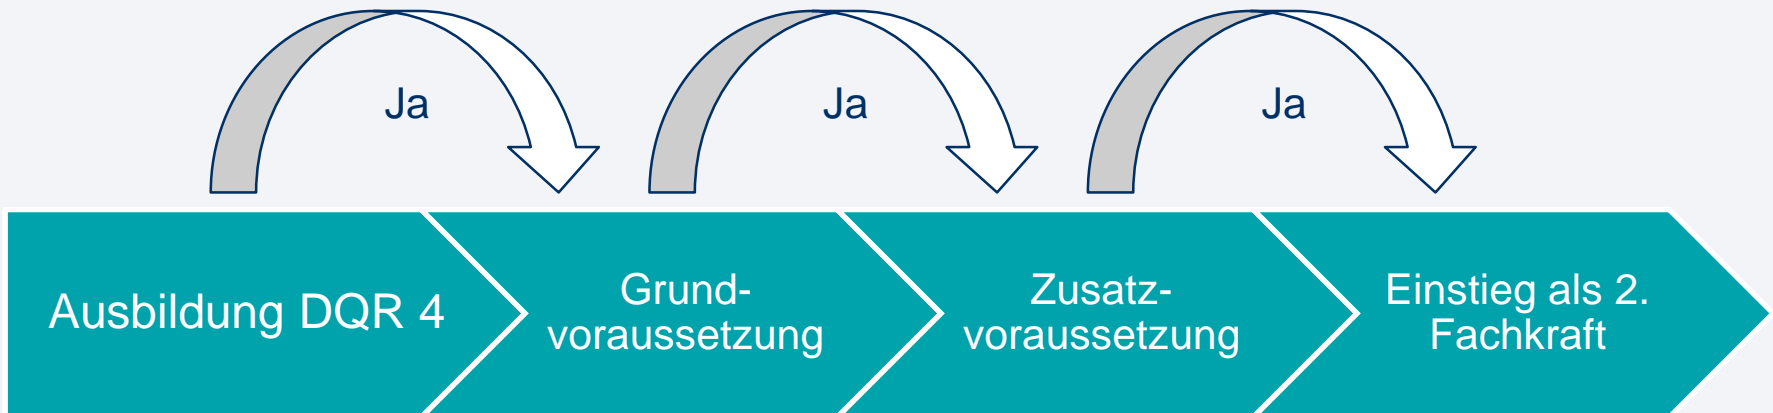 Ja
Ja
Ja
Ausbildung DQR 4
Grund-
voraussetzung
Zusatz-
voraussetzung
Einstieg als 2.
Fachkraft